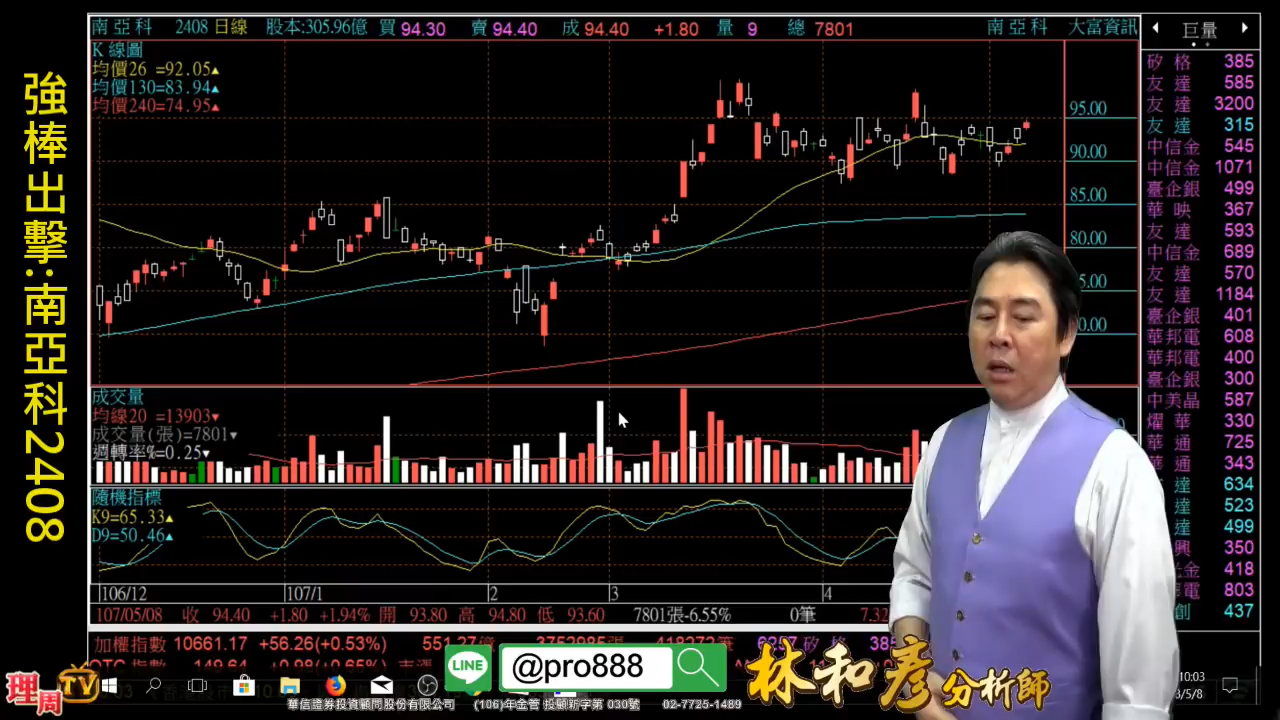 強棒出擊:南亞科2408
南亞科 2408 日線 股本:305.96億 買 94.30 賣 94.40 成 94.40 +1.80 量 9 總 7801 南亞科 大富資訊
K 線圖
均價26 =92.05▲
均價130=83.94▲
均價240=74.95▲
95.00
90.00
85.00
80.00
成交量
均線20 =13903▼
成交量(張)=7801▼
週轉率%=0.25▼
隨機指標
K9=65.33▲
D9=50.46▲
106/12 107/1 2 3 4
107/05/08 收 94.40 +1.80 +1.94% 開 93.80 高 94.80 低 93.60 7801張-6.55% 0筆
加權指數 10661.17 +56.26(+0.53%)
巨量
矽格 385
友達 585
友達 3200
友達 315
中信金 545
中信金 1071
臺企銀 499
華映 367
友達 593
中信金 689
友達 570
友達 1184
臺企銀 401
華邦電 608
華邦電 400
臺企銀 300
中美晶 587
燿華 330
華通 725
華通 343
達 634
達 523
達 499
興 350
金 418
電 803
創 437
理周TV
LINE @pro888
林和彥分析師
華信證券投資顧問股份有限公司 (106)年金管 投顧新字第 030號 02-7725-1489
10:03